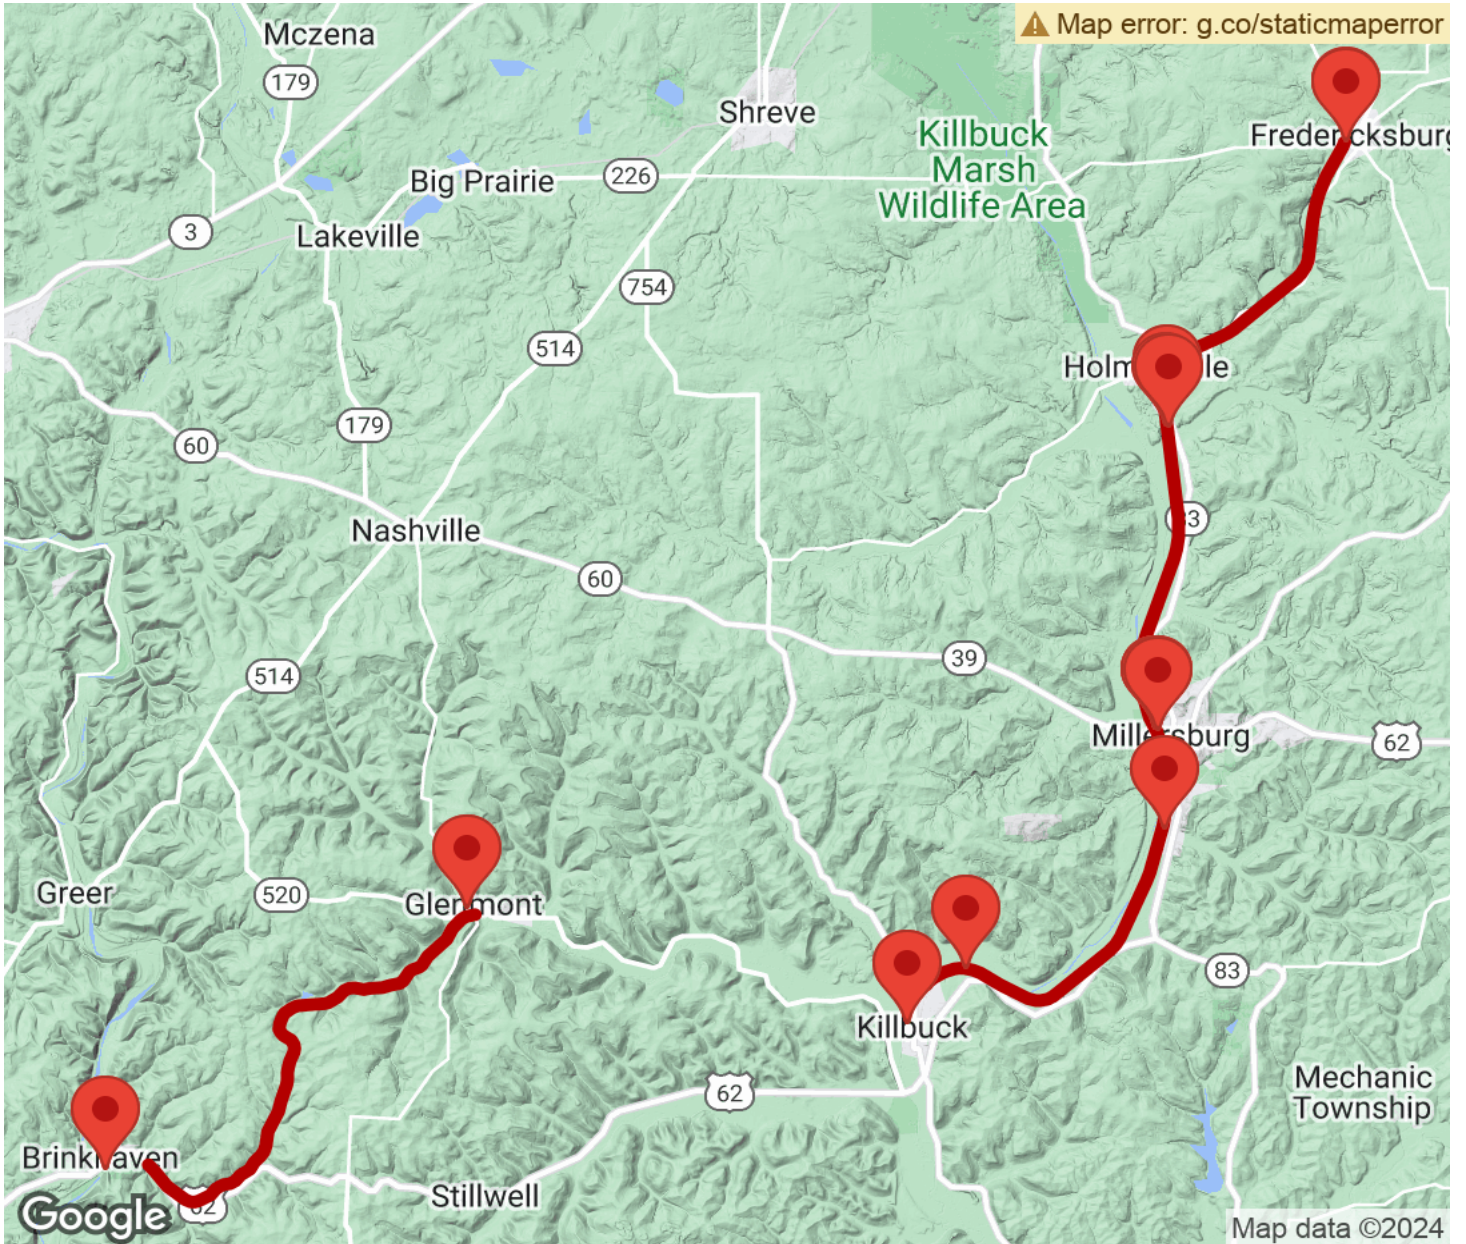 Map error: g.co/staticmaperror
Mczena
179
Shreve
Killbuck
Marsh
Wildlife Area
Big Prairie
226
3
Lakeville
754
514
179
60
Nashville
60
39
514
62
Greer
520
Killbuck
83
62
Mechanic
Township
Stillwell
Google
Map data ©2024